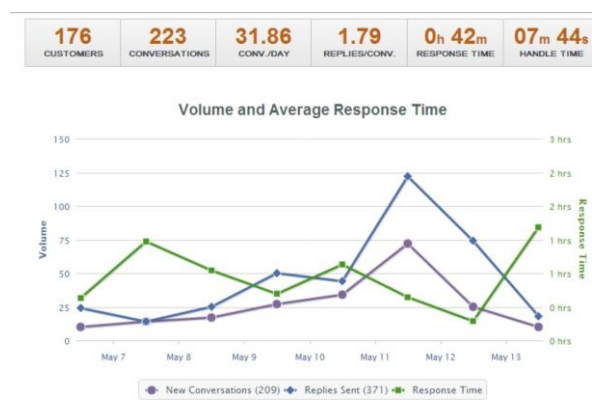 176 223 31.86 1.79 0h 42m 07m 44s
CUSTOMERS CONVERSATIONS CONV./DAY REPLIES/CONV. RESPONSE TIME HANDLE TIME
Volume and Average Response Time
150 3 hrs
125 2 hrs
100 2 hrs
75 1 hrs
50 1 hrs
25 0 hrs
0 0 hrs
Volume
Response Time
May 7 May 8 May 9 May 10 May 11 May 12 May 13
New Conversations (209) Replies Sent (371) Response Time